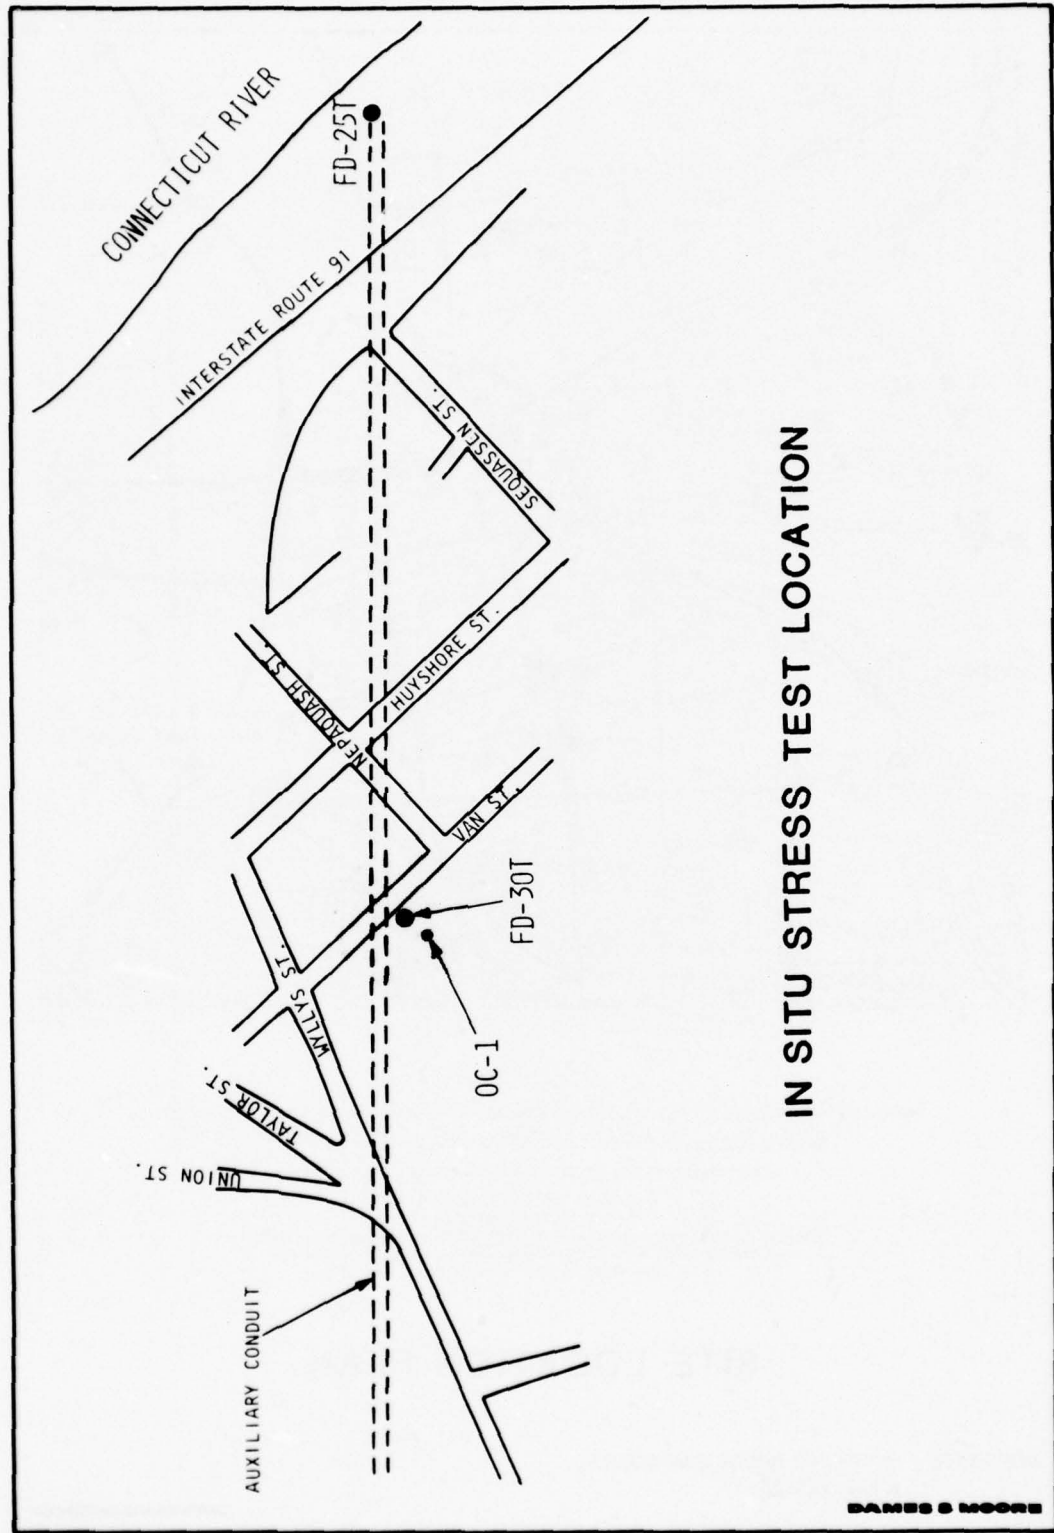 CONNECTICUT RIVER
FD-25T
INTERSTATE ROUTE 91
SEQUASSEN ST.
HUYSHORE ST.
NEPAQUASH ST.
VAN ST.
FD-30T
OC-1
WYLLYS ST.
TAYLOR ST.
UNION ST.
AUXILIARY CONDUIT
IN SITU STRESS TEST LOCATION
DAMES & MOORE